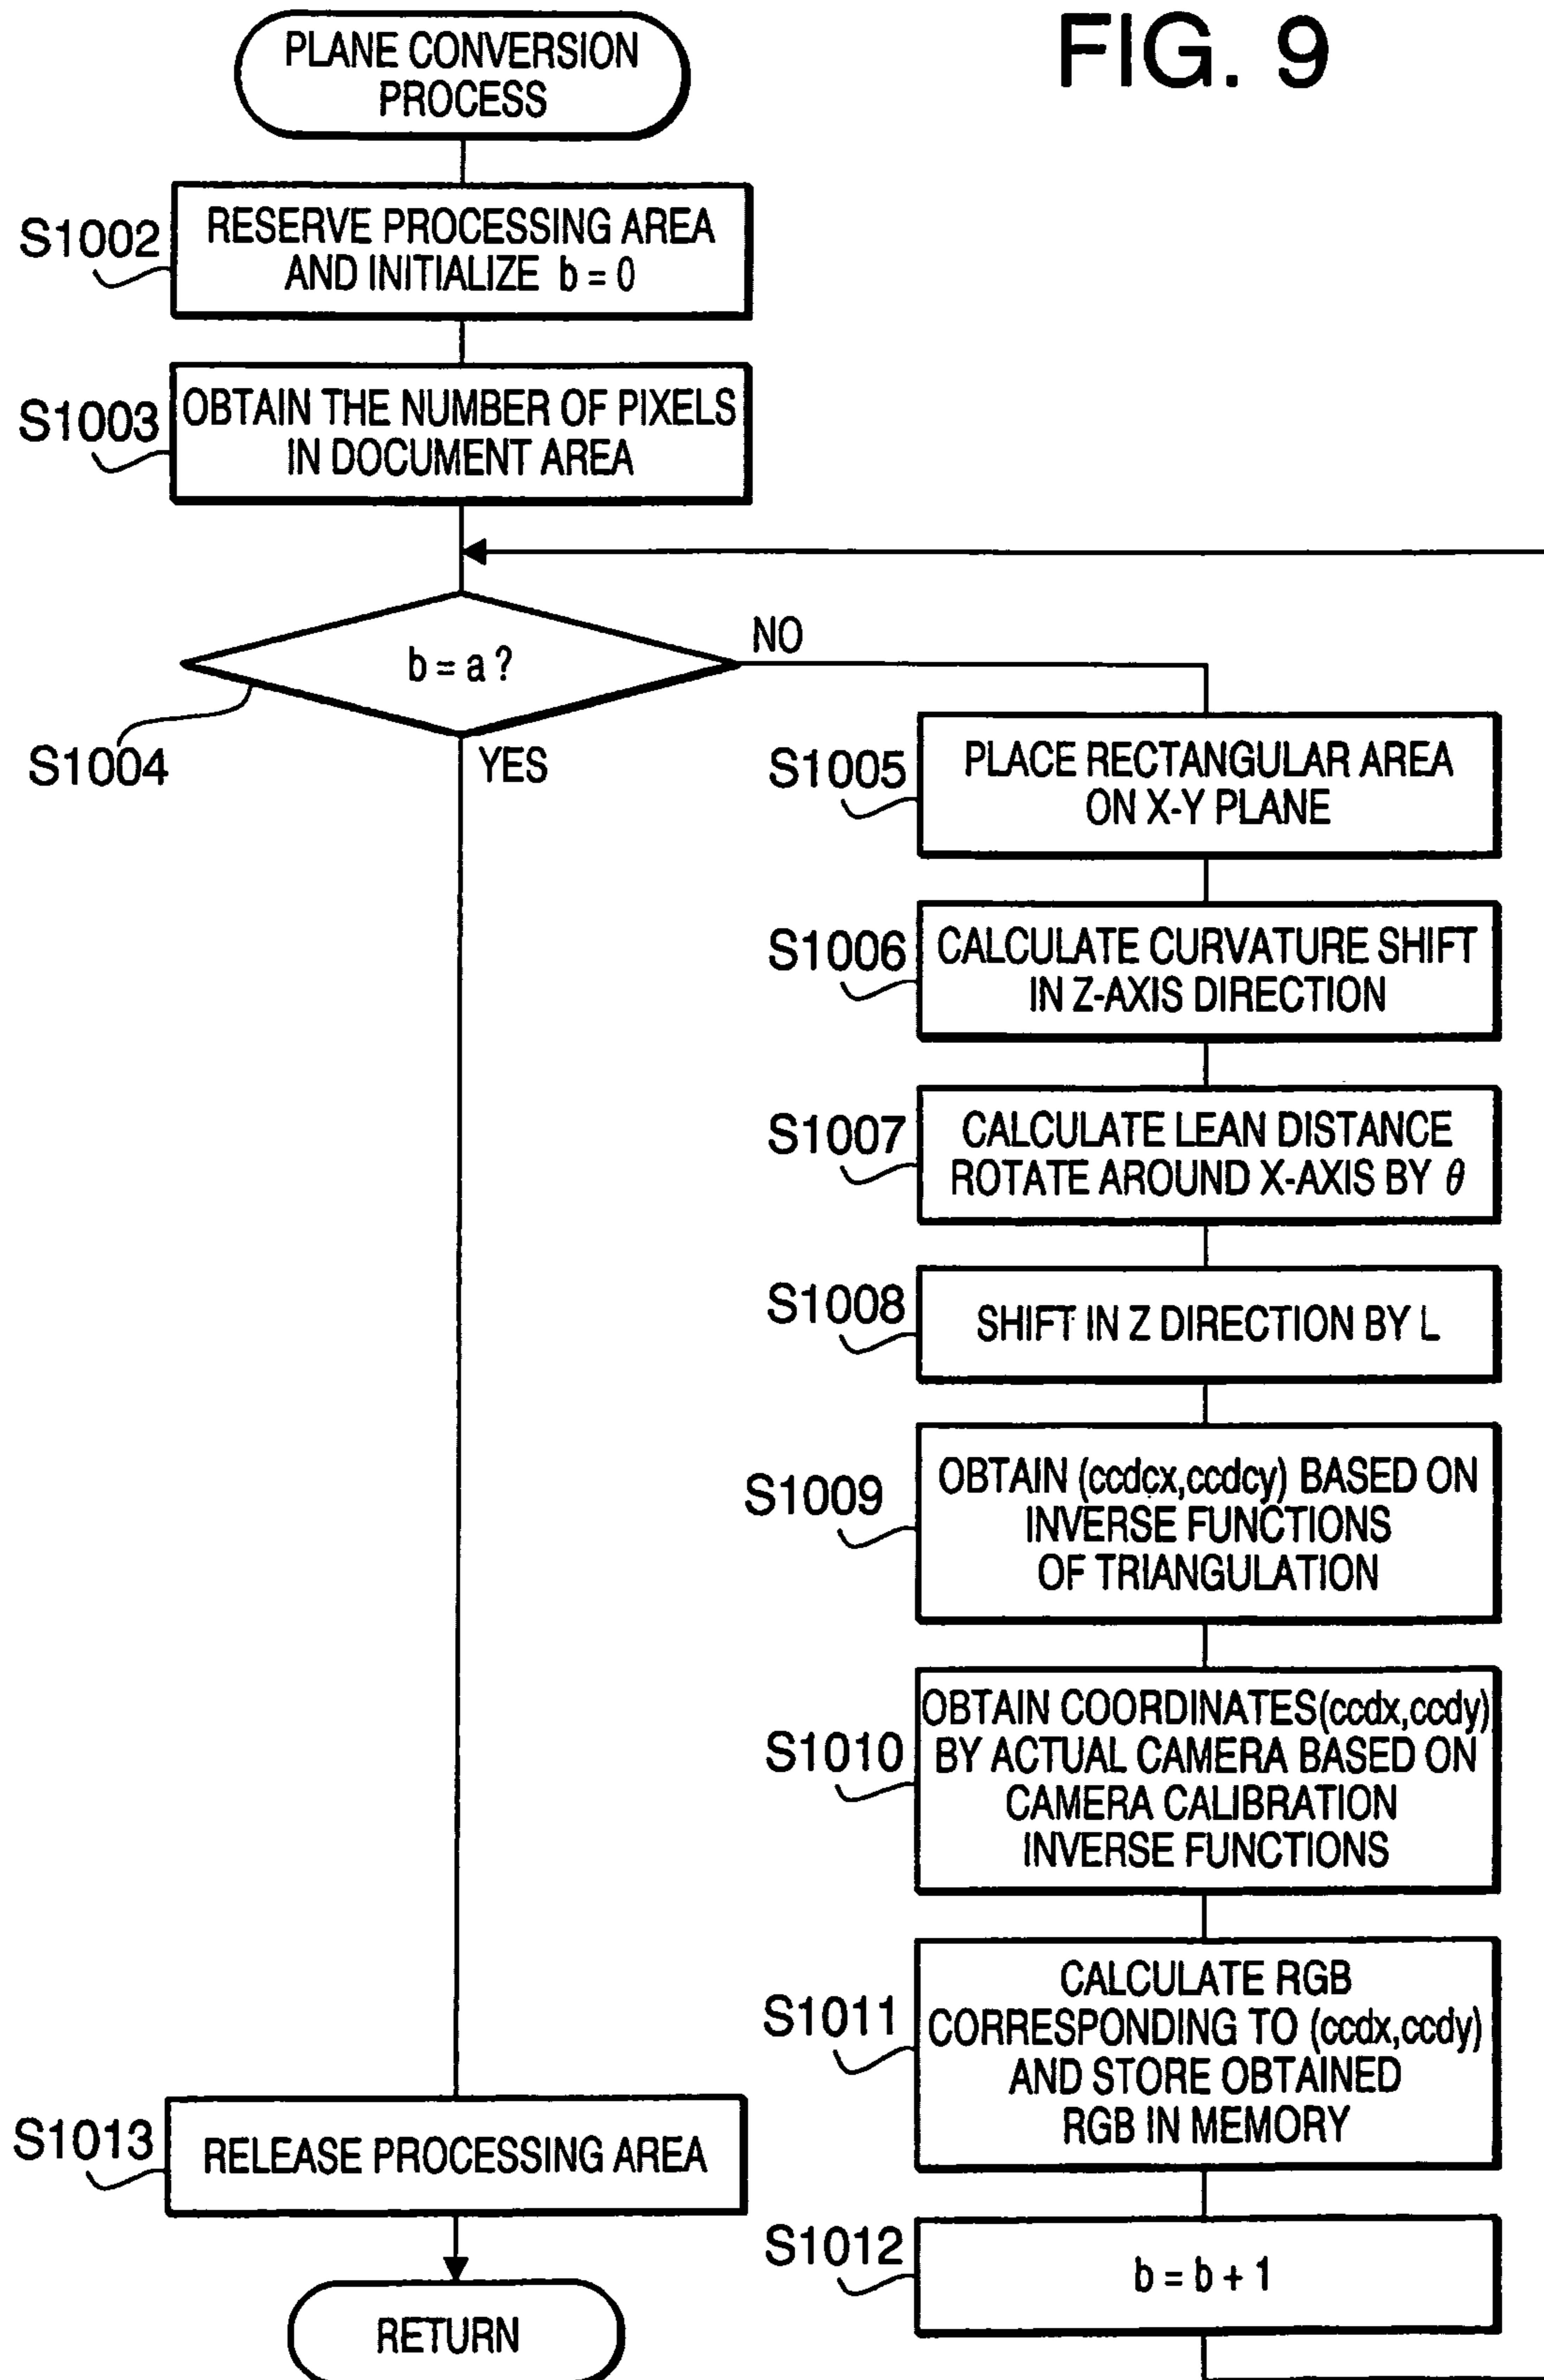 FIG. 9
PLANE CONVERSION
PROCESS
S1002
RESERVE PROCESSING AREA
AND INITIALIZE b = 0
S1003
OBTAIN THE NUMBER OF PIXELS
IN DOCUMENT AREA
b = a ?
NO
S1004
YES
S1005
PLACE RECTANGULAR AREA
ON X-Y PLANE
S1006
CALCULATE CURVATURE SHIFT
IN Z-AXIS DIRECTION
S1007
CALCULATE LEAN DISTANCE
ROTATE AROUND X-AXIS BY θ
S1008
SHIFT IN Z DIRECTION BY L
S1009
OBTAIN (ccdcx,ccdcy) BASED ON
INVERSE FUNCTIONS
OF TRIANGULATION
S1010
OBTAIN COORDINATES(ccdx,ccdy)
BY ACTUAL CAMERA BASED ON
CAMERA CALIBRATION
INVERSE FUNCTIONS
S1011
CALCULATE RGB
CORRESPONDING TO (ccdx,ccdy)
AND STORE OBTAINED
RGB IN MEMORY
S1012
b = b + 1
S1013
RELEASE PROCESSING AREA
RETURN